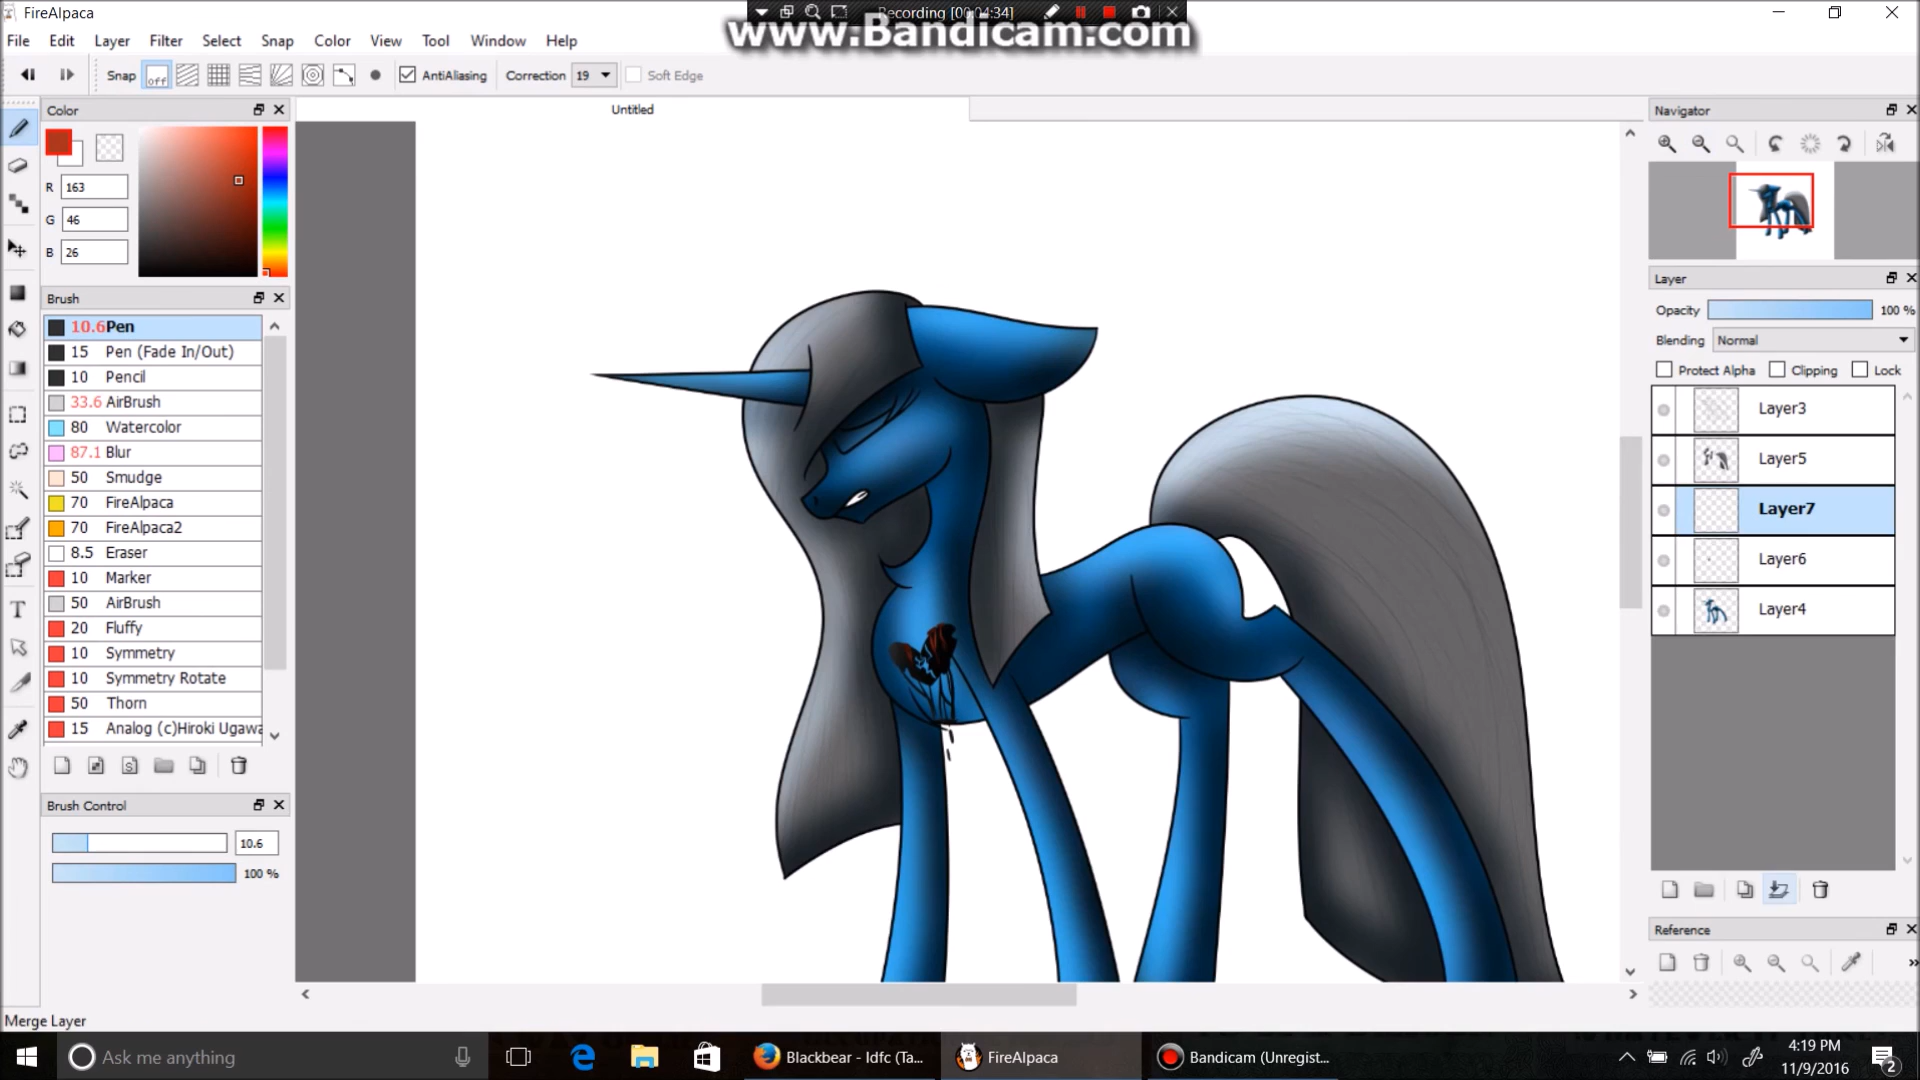 FireAlpaca
Recording [00:04:34]
www.Bandicam.com
File Edit Layer Filter Select Snap Color View Tool Window Help
Snap off AntiAliasing Correction 19 Soft Edge
Color
Untitled
Navigator
R 163
G 46
B 26
Brush
10.6 Pen
15 Pen (Fade In/Out)
10 Pencil
33.6 AirBrush
80 Watercolor
87.1 Blur
50 Smudge
70 FireAlpaca
70 FireAlpaca2
8.5 Eraser
10 Marker
50 AirBrush
20 Fluffy
10 Symmetry
10 Symmetry Rotate
50 Thorn
15 Analog (c)Hiroki Ugawa
Brush Control
10.6
100 %
Layer
Opacity 100 %
Blending Normal
Protect Alpha Clipping Lock
Layer3
Layer5
Layer7
Layer6
Layer4
Reference
Merge Layer
Ask me anything
Blackbear - Idfc (Ta...
FireAlpaca
Bandicam (Unregist...
4:19 PM
11/9/2016
2